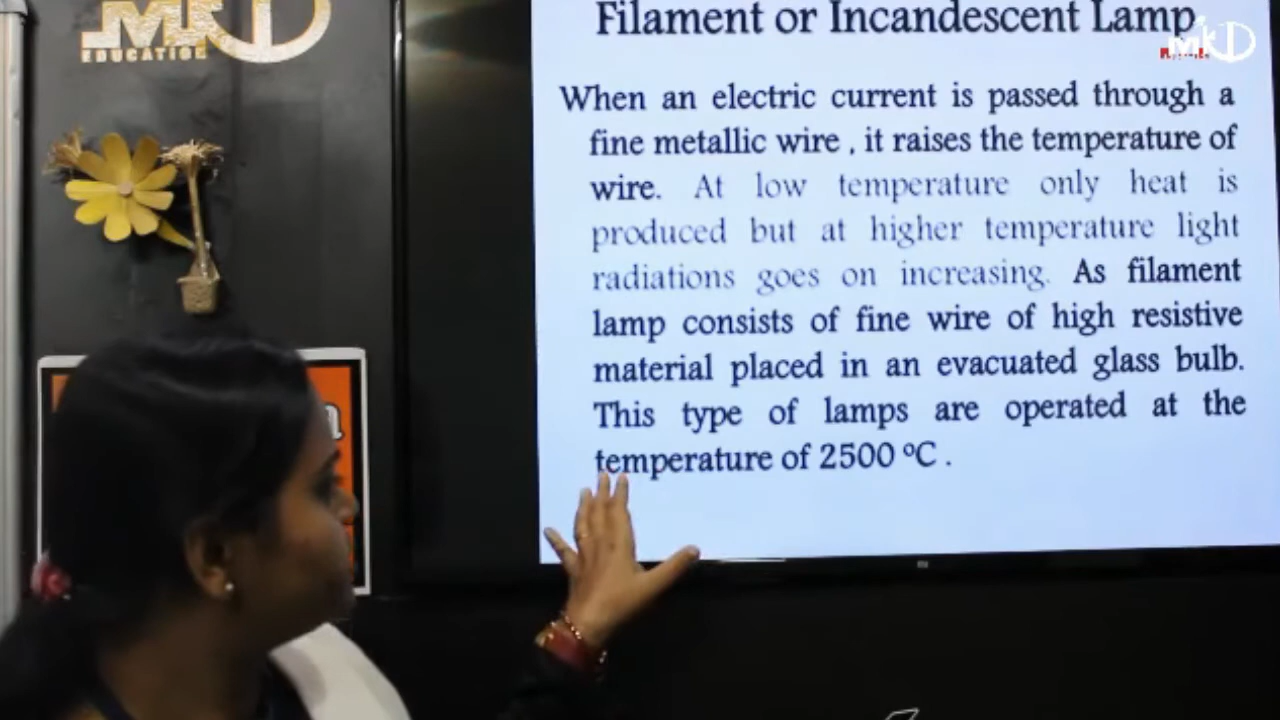 MKD
EDUCATION
Filament or Incandescent Lamp
MKD
When an electric current is passed through a
fine metallic wire , it raises the temperature of
wire. At low temperature only heat is
produced but at higher temperature light
radiations goes on increasing. As filament
lamp consists of fine wire of high resistive
material placed in an evacuated glass bulb.
This type of lamps are operated at the
temperature of 2500 ºC .